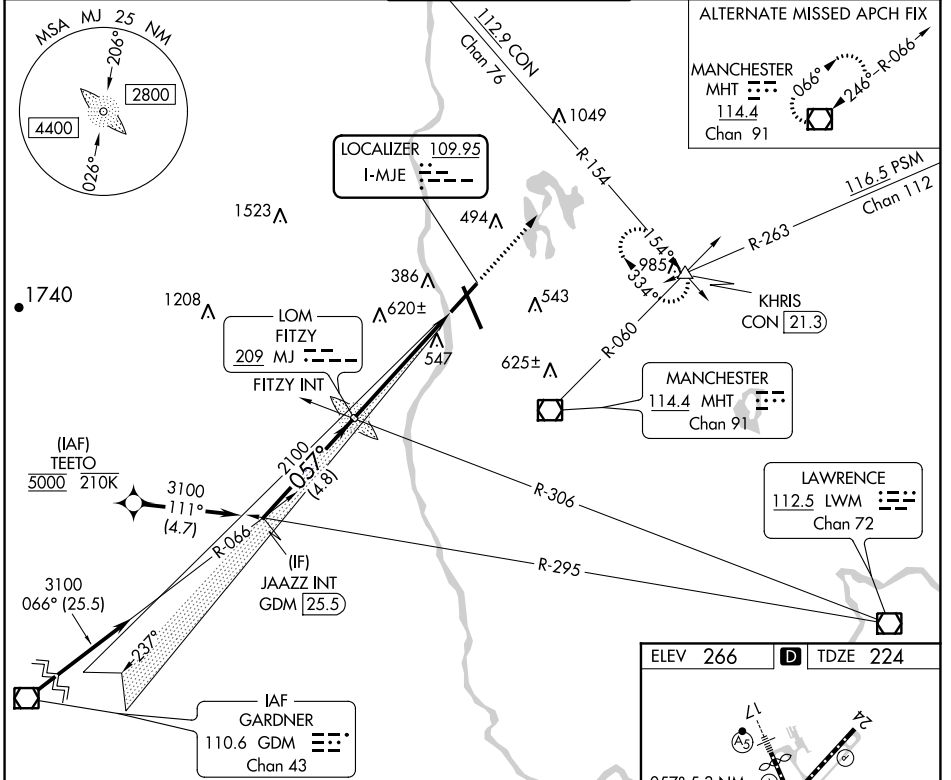 MSA MJ 25 NM
206°
2800
4400
026°
112.9 CON
Chan 76
ALTERNATE MISSED APCH FIX
MANCHESTER
MHT
114.4
Chan 91
066°
246°
R-066
1049
LOCALIZER 109.95
I-MJE
R-154
116.5 PSM
Chan 112
R-263
1523
494
154°
985
334°
386
1740
1208
620±
543
KHRIS
CON 21.3
LOM
FITZY
209 MJ
FITZY INT
547
R-060
625±
MANCHESTER
114.4 MHT
Chan 91
(IAF)
TEETO
5000 210K
2100
057°
(4.8)
3100
111°
(4.7)
R-306
LAWRENCE
112.5 LWM
Chan 72
R-066
(IF)
JAAZZ INT
GDM 25.5
R-295
3100
066° (25.5)
237°
IAF
GARDNER
110.6 GDM
Chan 43
ELEV 266
D
TDZE 224
17
24
A5